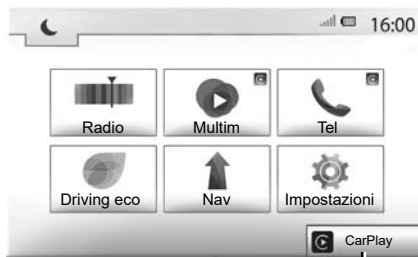 16:00
Radio
Multim
Tel
Driving eco
Nav
Impostazioni
CarPlay